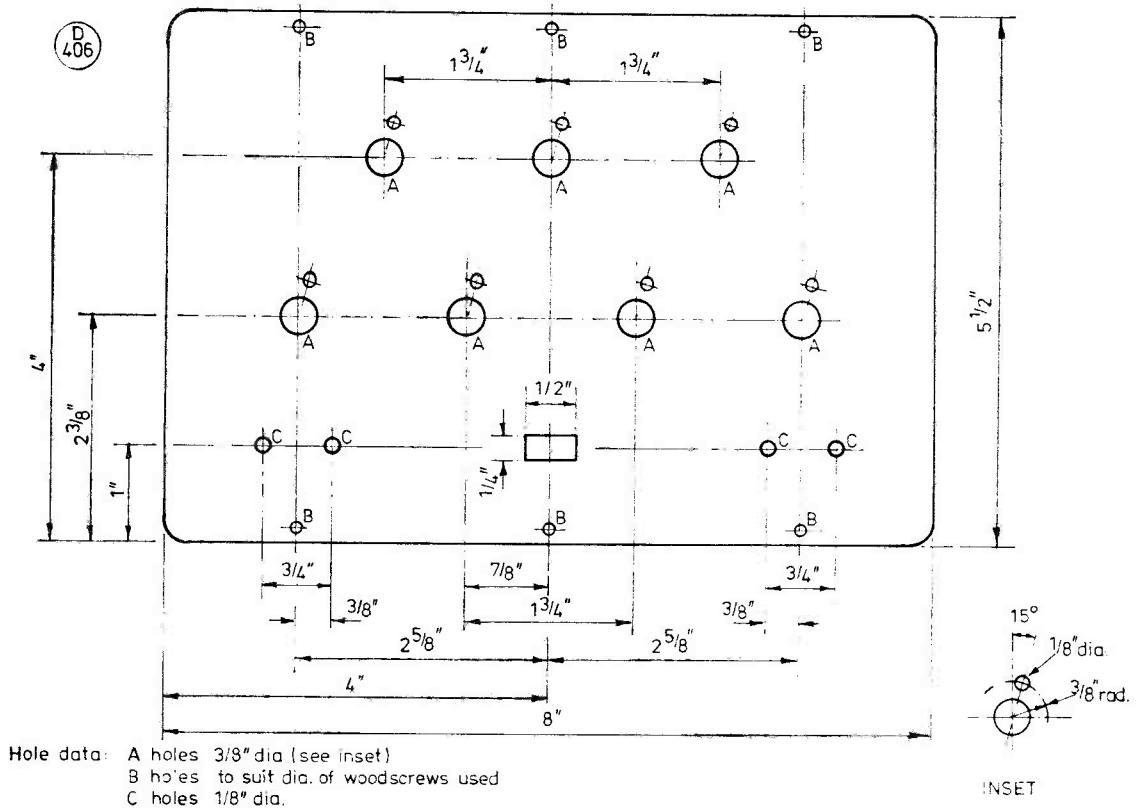 D
406
B
B
B
1 3/4"
1 3/4"
A
A
A
4"
5 1/2"
A
A
A
A
2 3/8"
1/2"
C
C
C
C
1/4"
1"
B
B
B
3/4"
7/8"
3/4"
3/8"
1 3/4"
3/8"
2 5/8"
2 5/8"
4"
8"
15°
1/8" dia.
3/8" rad.
INSET
Hole data: A holes 3/8" dia (see inset)
B holes to suit dia. of woodscrews used
C holes 1/8" dia.